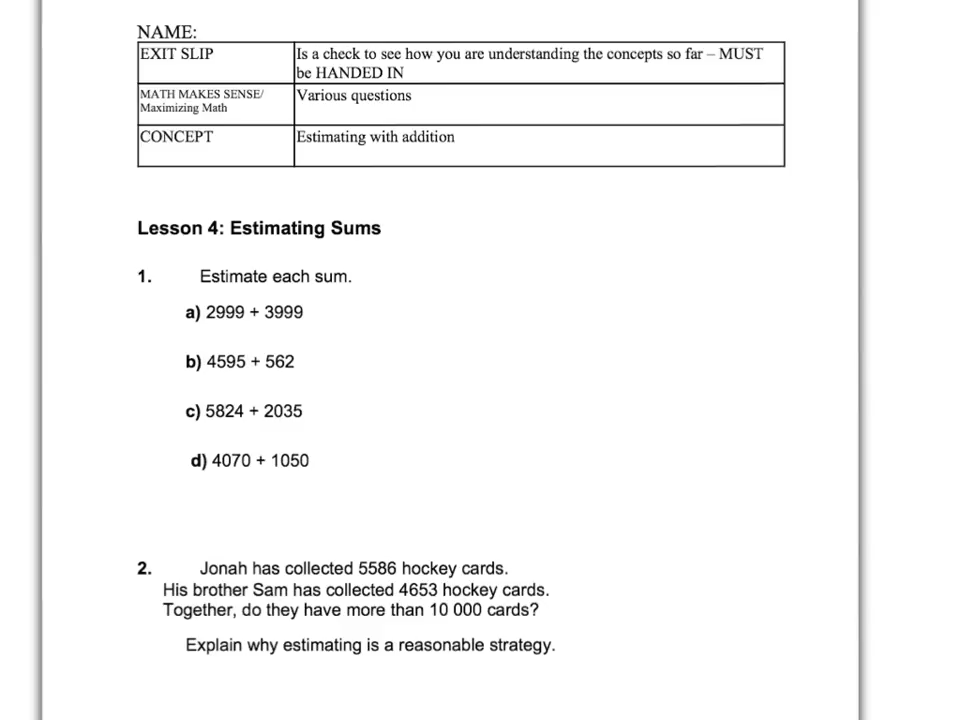 NAME:
EXIT SLIP
Is a check to see how you are understanding the concepts so far – MUST
be HANDED IN
MATH MAKES SENSE/
Maximizing Math
Various questions
CONCEPT
Estimating with addition
Lesson 4: Estimating Sums
1. Estimate each sum.
a) 2999 + 3999
b) 4595 + 562
c) 5824 + 2035
d) 4070 + 1050
2. Jonah has collected 5586 hockey cards.
His brother Sam has collected 4653 hockey cards.
Together, do they have more than 10 000 cards?
Explain why estimating is a reasonable strategy.